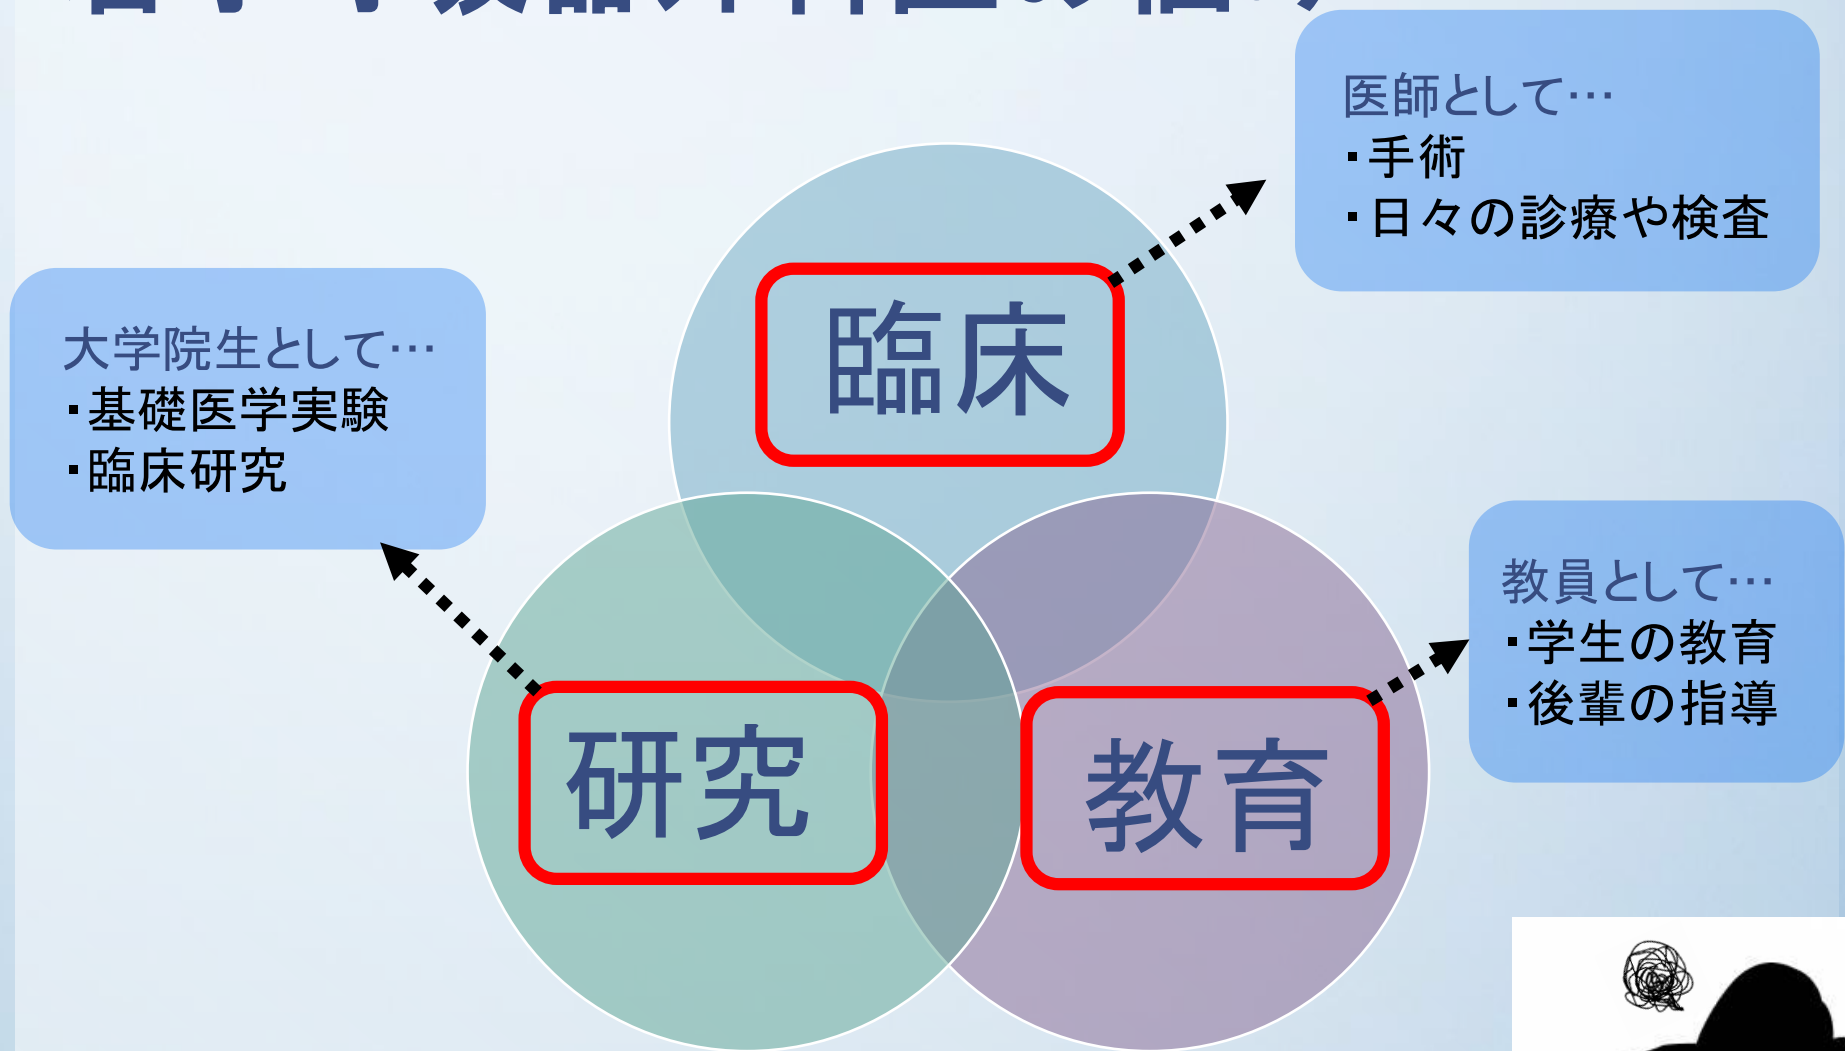 医師として…
・手術
・日々の診療や検査
臨床
大学院生として…
・基礎医学実験
・臨床研究
教員として…
・学生の教育
・後輩の指導
研究
教育